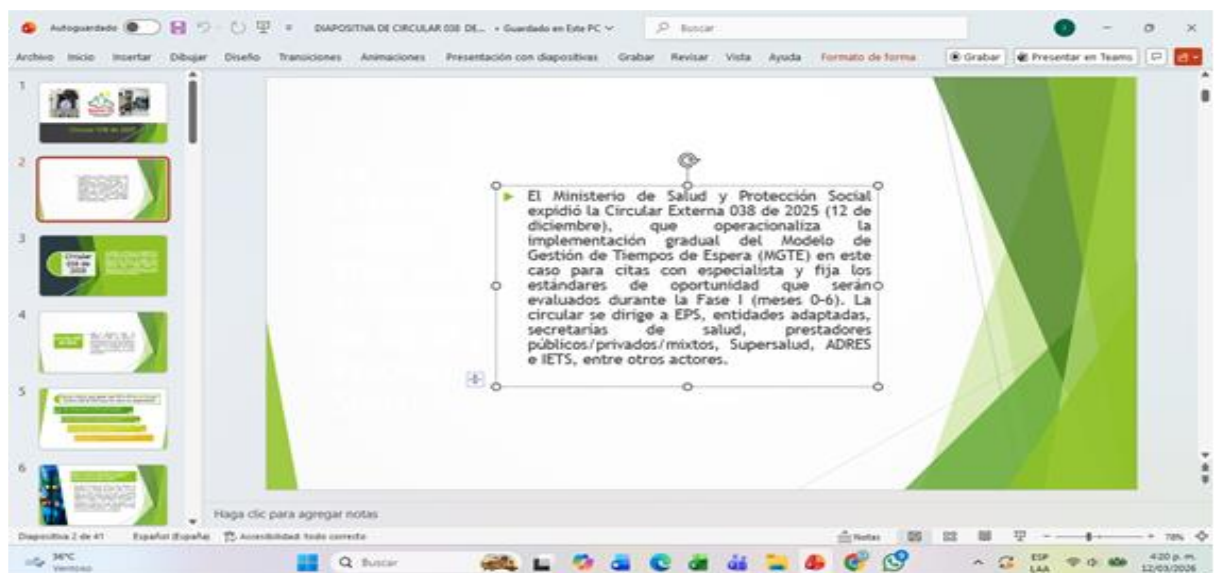 Autoguardado
DIAPOSITIVA DE CIRCULAR 038 DE... • Guardado en Este PC
Buscar
Archivo Inicio Insertar Dibujar Diseño Transiciones Animaciones Presentación con diapositivas Grabar Revisar Vista Ayuda Formato de forma Grabar Presentar en Teams
1
2
3
Circular 038 de 2025
4
5
6
► El Ministerio de Salud y Protección Social
expidió la Circular Externa 038 de 2025 (12 de
diciembre), que operacionaliza la
implementación gradual del Modelo de
Gestión de Tiempos de Espera (MGTE) en este
caso para citas con especialista y fija los
estándares de oportunidad que serán
evaluados durante la Fase I (meses 0-6). La
circular se dirige a EPS, entidades adaptadas,
secretarías de salud, prestadores
públicos/privados/mixtos, Supersalud, ADRES
e IETS, entre otros actores.
Haga clic para agregar notas
Diapositiva 2 de 41 Español (España) Accesibilidad: todo correcto Notas 78%
36°C
Ventoso
Buscar
ESP
LAA
4:20 p. m.
12/03/2026